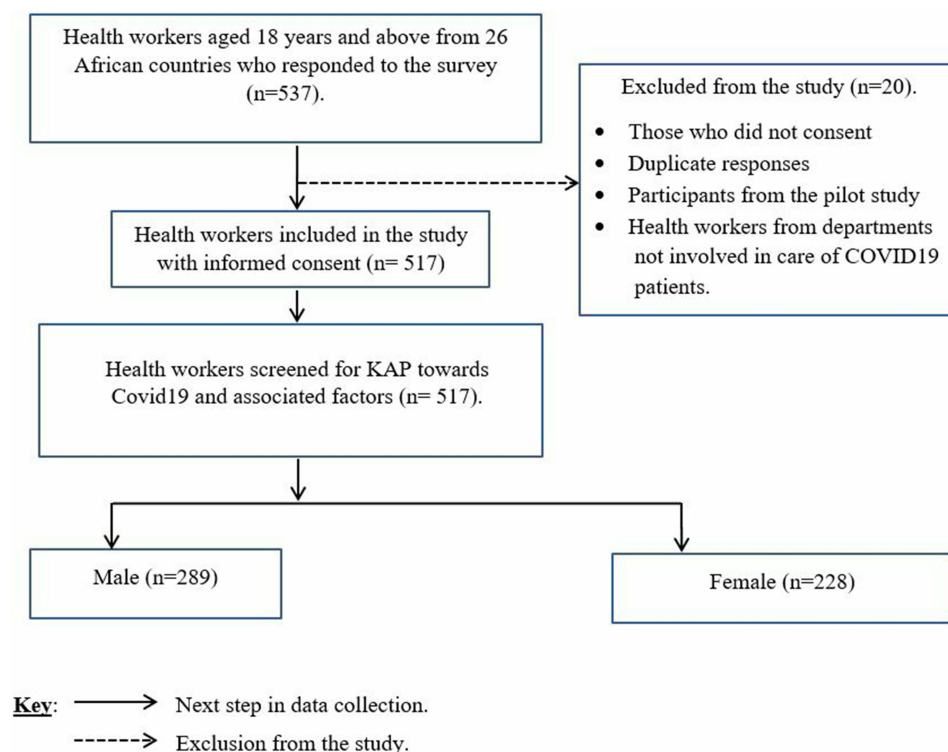 Health workers aged 18 years and above from 26
African countries who responded to the survey
(n=537).
Excluded from the study (n=20).
• Those who did not consent
• Duplicate responses
• Participants from the pilot study
• Health workers from departments
not involved in care of COVID19
patients.
Health workers included in the study
with informed consent (n= 517)
Health workers screened for KAP towards
Covid19 and associated factors (n= 517).
Male (n=289)
Female (n=228)
Key: Next step in data collection.
Exclusion from the study.